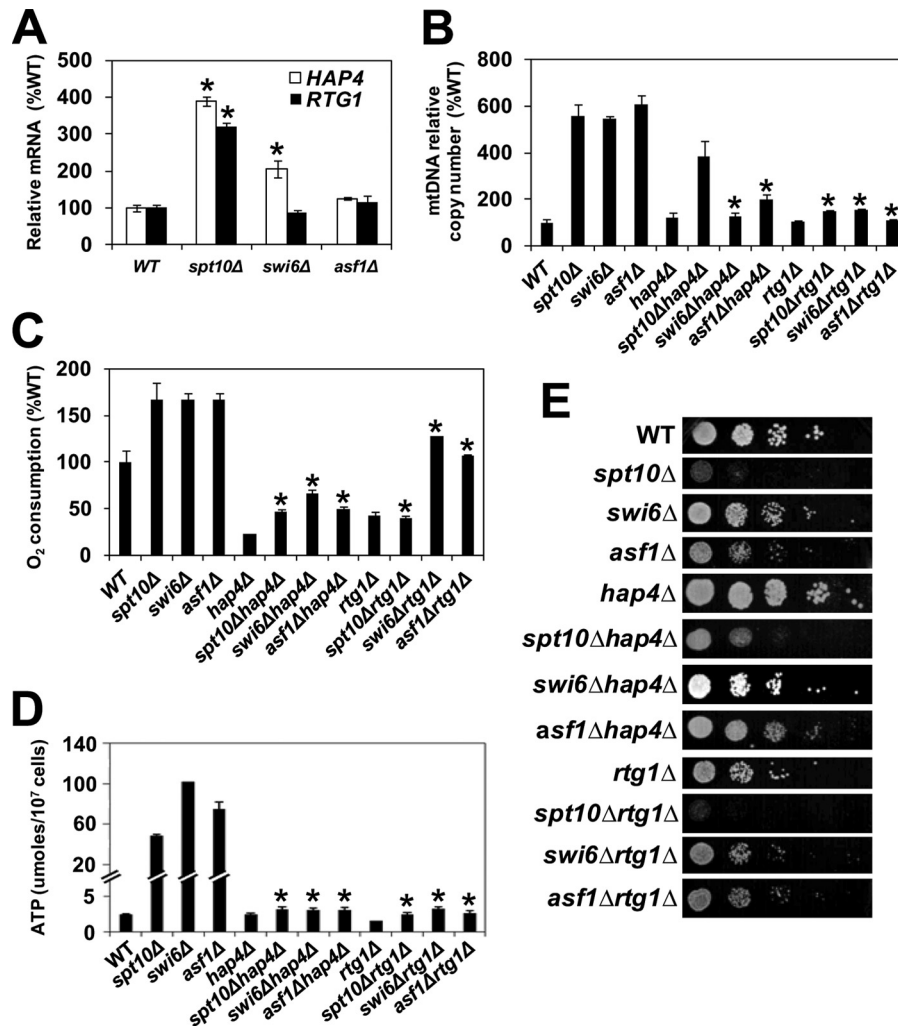 A
Relative mRNA (%WT)
500
400
300
200
100
0
HAP4
RTG1
*
*
*
WT
spt10Δ
swi6Δ
asf1Δ
B
mtDNA relative
copy number (%WT)
800
600
400
200
0
*
*
*
*
*
WT
spt10Δ
swi6Δ
asf1Δ
hap4Δ
spt10Δhap4Δ
swi6Δhap4Δ
asf1Δhap4Δ
rtg1Δ
spt10Δrtg1Δ
swi6Δrtg1Δ
asf1Δrtg1Δ
C
O₂ consumption (%WT)
200
150
100
50
0
*
*
*
*
*
*
WT
spt10Δ
swi6Δ
asf1Δ
hap4Δ
spt10Δhap4Δ
swi6Δhap4Δ
asf1Δhap4Δ
rtg1Δ
spt10Δrtg1Δ
swi6Δrtg1Δ
asf1Δrtg1Δ
D
ATP (umoles/10⁷ cells)
140
100
60
20
5
0
*
*
*
*
*
*
WT
spt10Δ
swi6Δ
asf1Δ
hap4Δ
spt10Δhap4Δ
swi6Δhap4Δ
asf1Δhap4Δ
rtg1Δ
spt10Δrtg1Δ
swi6Δrtg1Δ
asf1Δrtg1Δ
E
WT
spt10Δ
swi6Δ
asf1Δ
hap4Δ
spt10Δhap4Δ
swi6Δhap4Δ
asf1Δhap4Δ
rtg1Δ
spt10Δrtg1Δ
swi6Δrtg1Δ
asf1Δrtg1Δ